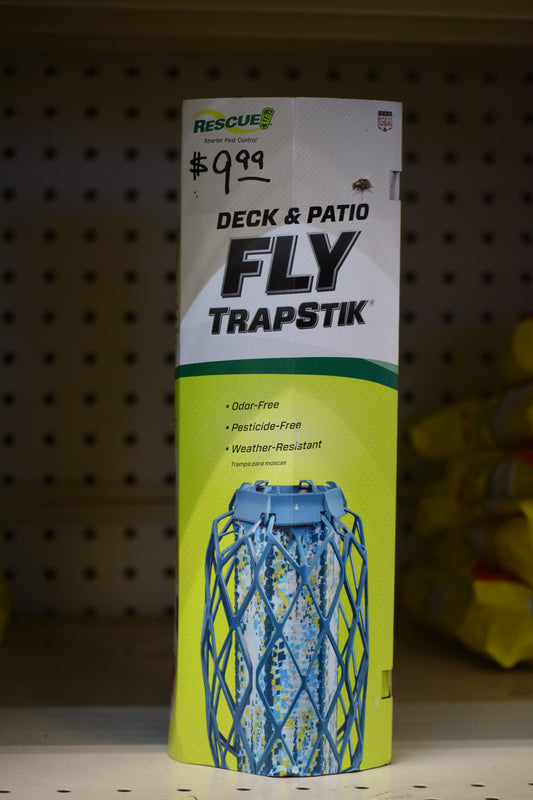 RESCUE!
Smarter Pest Control®
USA
$9.99
DECK & PATIO
FLY
TRAPSTIK®
• Odor-Free
• Pesticide-Free
• Weather-Resistant
Trampa para moscas